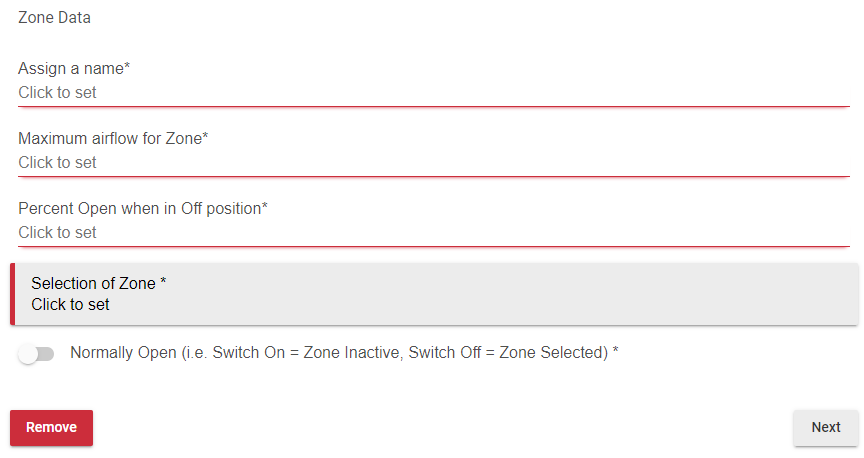 Zone Data
Assign a name*
Click to set
Maximum airflow for Zone*
Click to set
Percent Open when in Off position*
Click to set
Selection of Zone *
Click to set
Normally Open (i.e. Switch On = Zone Inactive, Switch Off = Zone Selected) *
Remove
Next